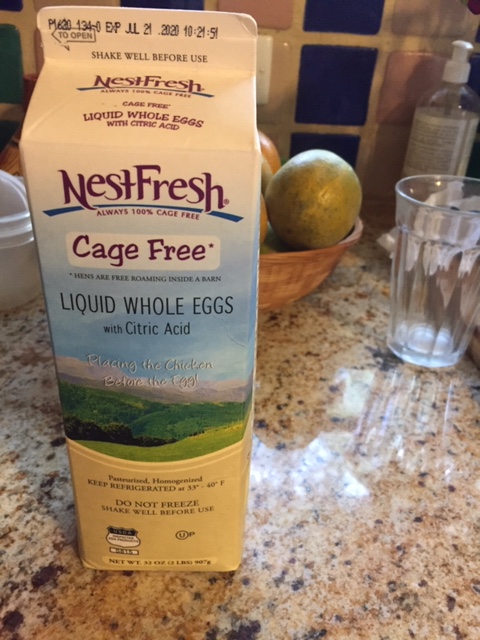 P1620 134-0 EXP JUL 21 .2020 10:21:51
TO OPEN
SHAKE WELL BEFORE USE
NestFresh
ALWAYS 100% CAGE FREE
CAGE FREE*
LIQUID WHOLE EGGS
WITH CITRIC ACID
NestFresh®
ALWAYS 100% CAGE FREE
Cage Free*
* HENS ARE FREE ROAMING INSIDE A BARN
LIQUID WHOLE EGGS
with Citric Acid
Placing the Chicken
Before the Egg!
Pasteurized, Homogenized
KEEP REFRIGERATED at 33° - 40° F
DO NOT FREEZE
SHAKE WELL BEFORE USE
USDA
UP
NET WT. 32 OZ (2 LBS) 907g